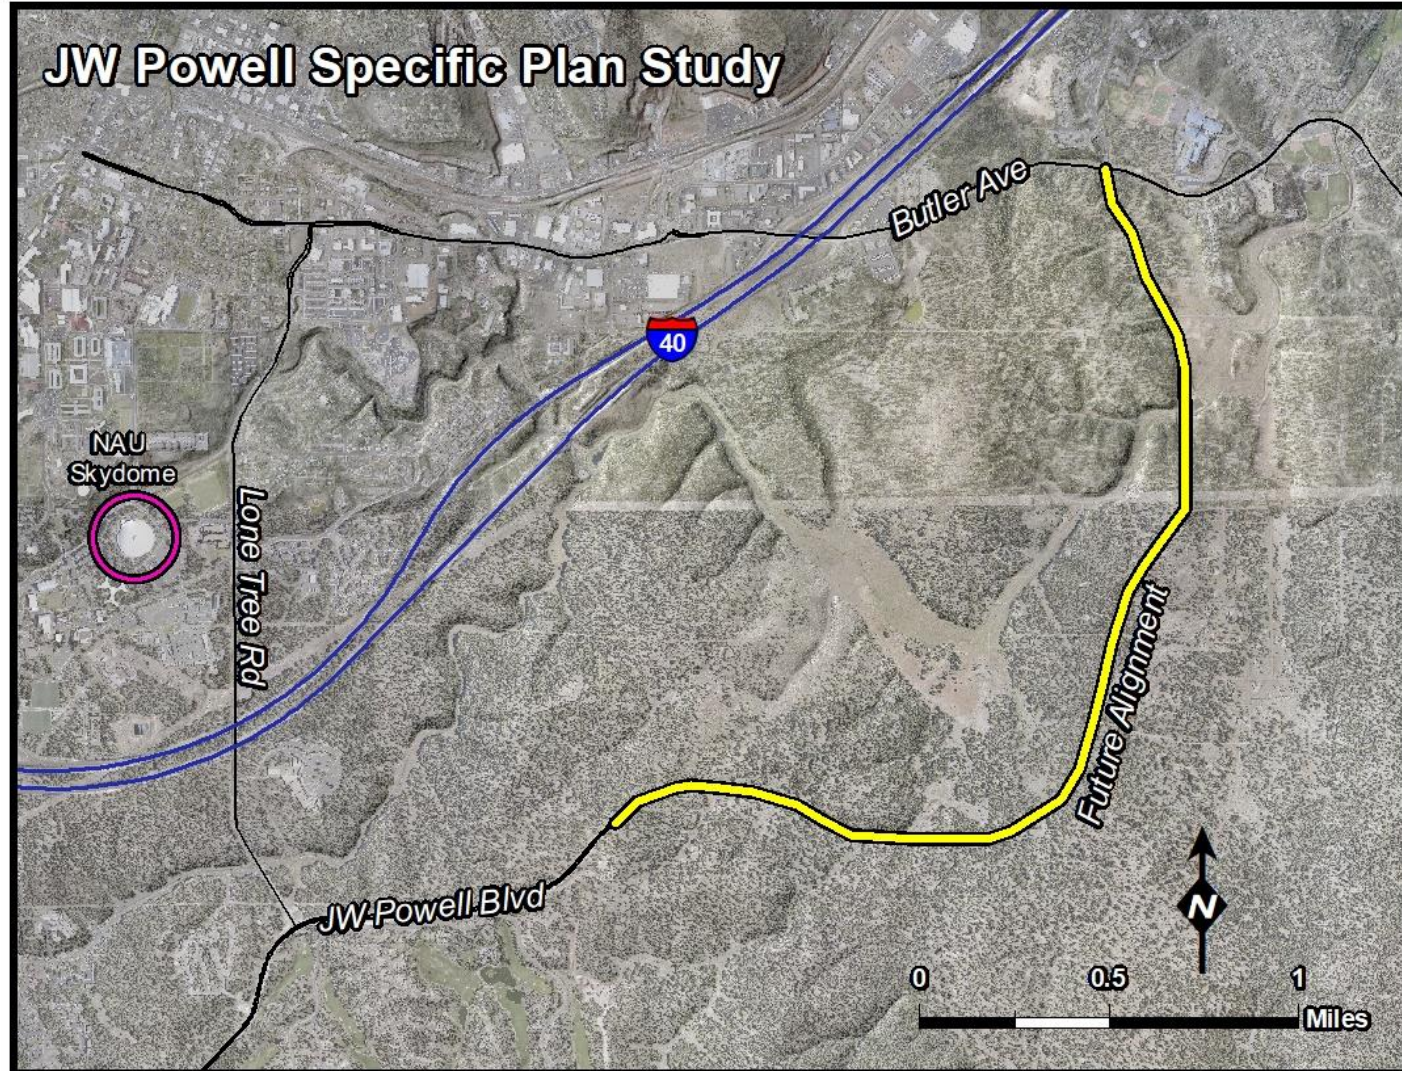 JW Powell Specific Plan Study
Butler Ave
40
NAU
Skydome
Lone Tree Rd
Future Alignment
JW Powell Blvd
N
0 0.5 1
Miles